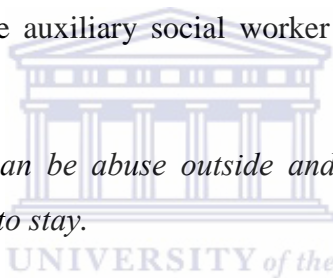 e auxiliary social worker
an be abuse outside and
to stay.
UNIVERSITY of the